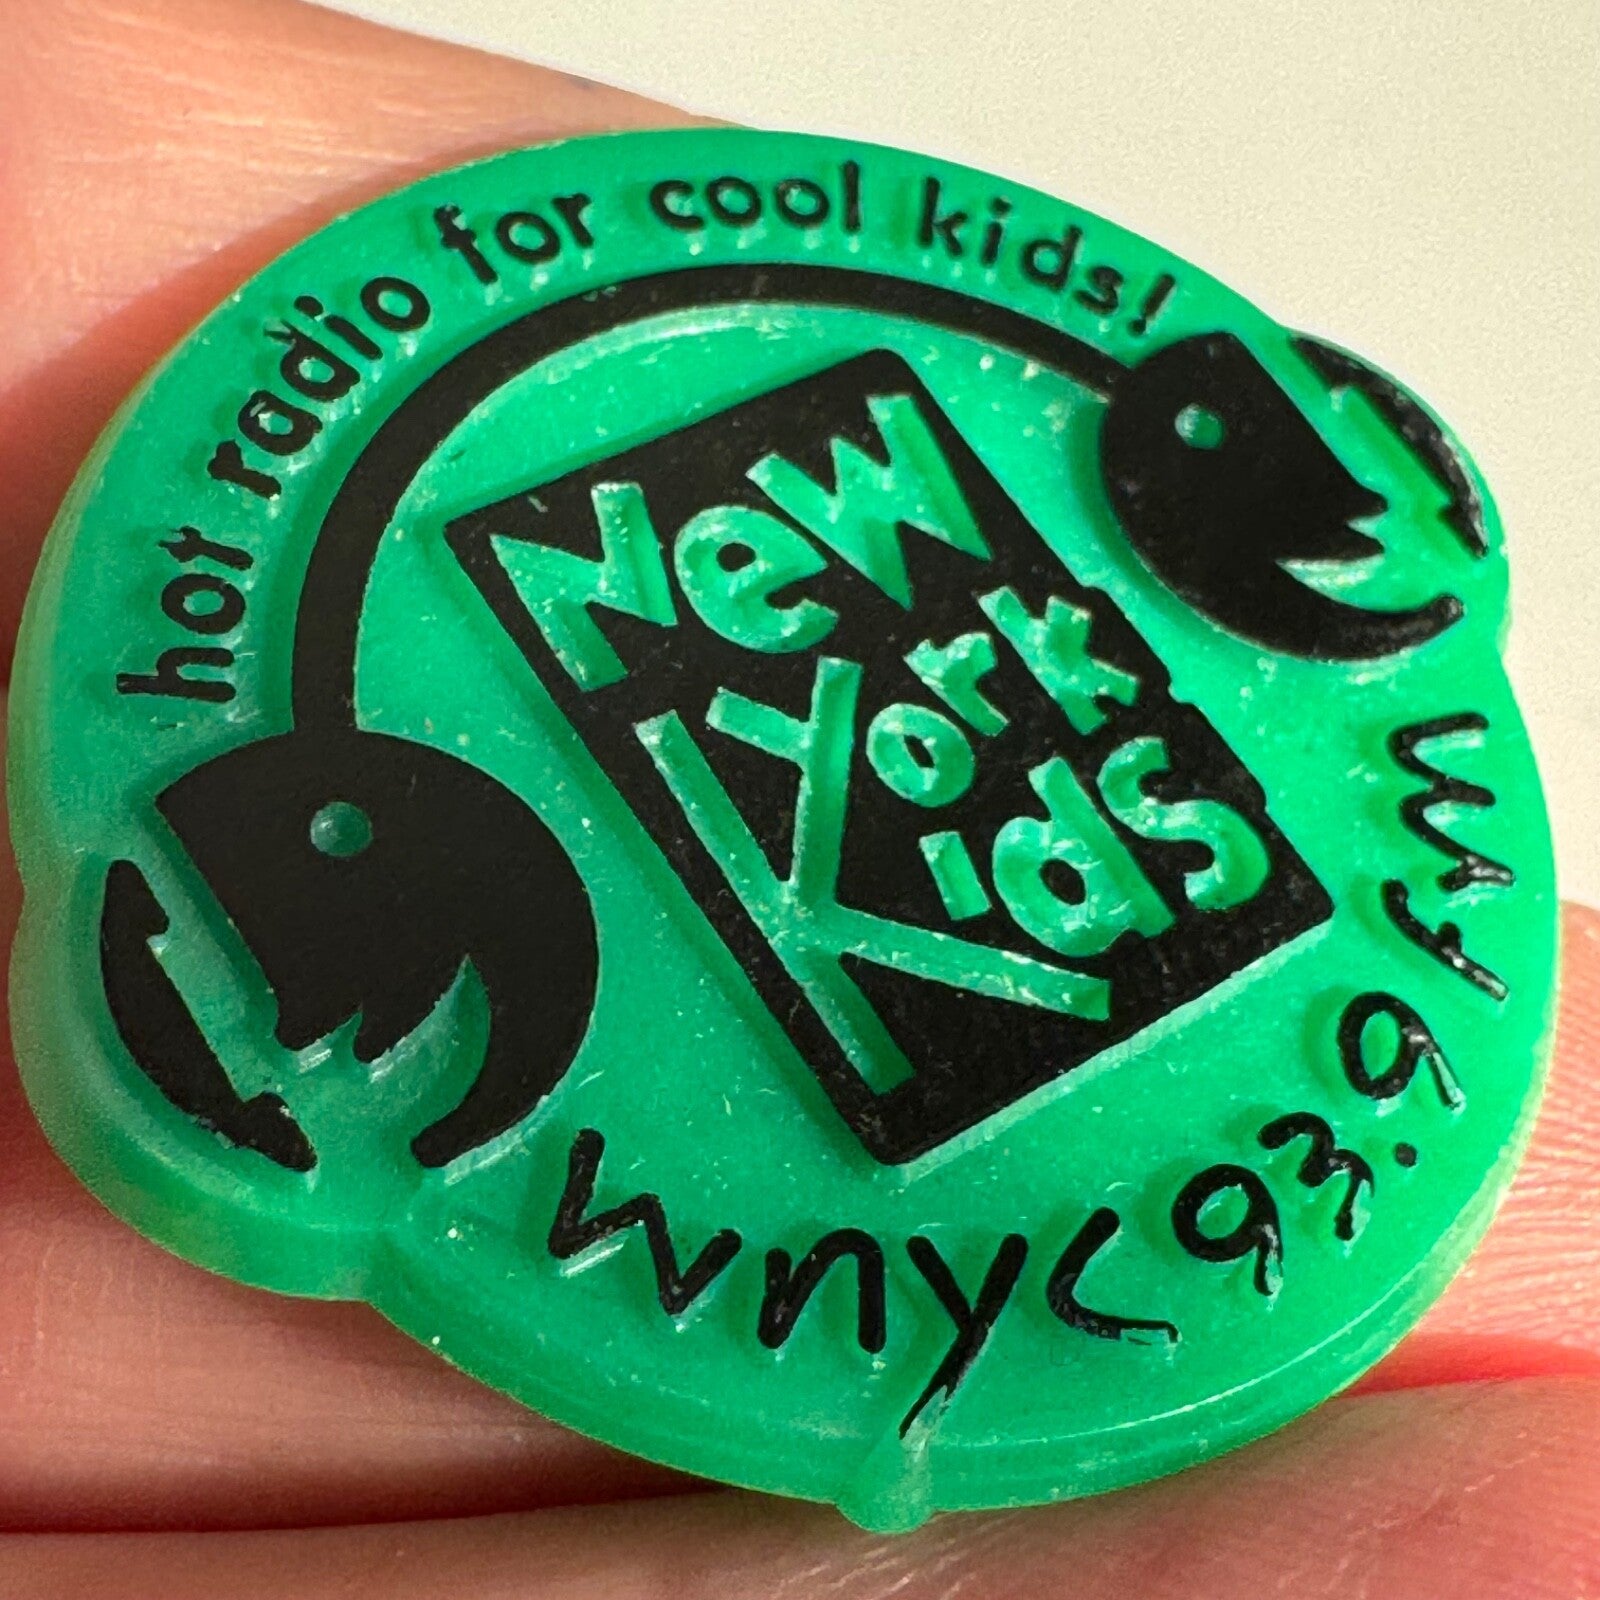 hot radio for cool kids!
New
York
Kids
wnyc 93.9 fm